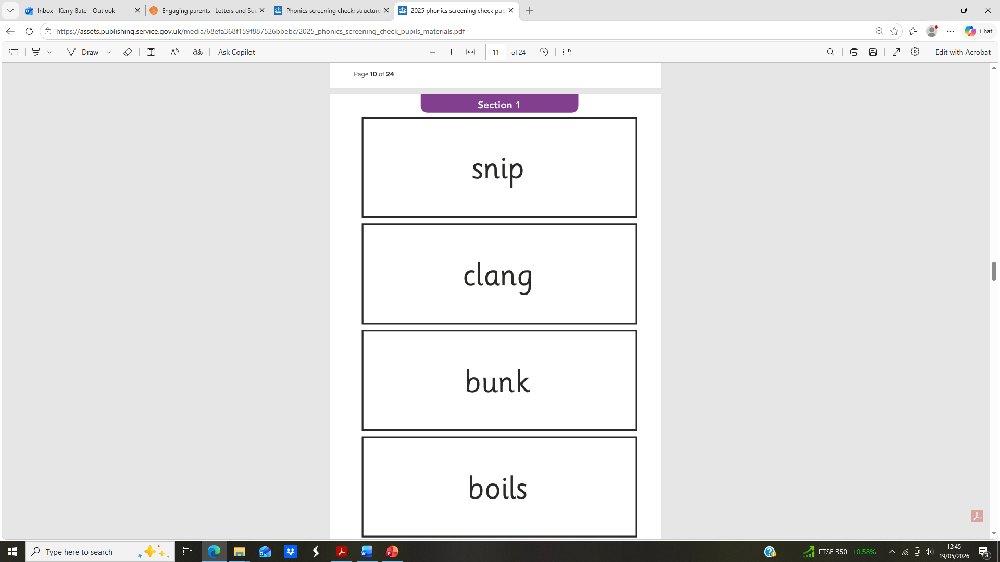 Inbox - Kerry Bate - Outlook
Engaging parents | Letters and Sou
Phonics screening check: structure
2025 phonics screening check pup
https://assets.publishing.service.gov.uk/media/68efa368f159f887526bbebc/2025_phonics_screening_check_pupils_materials.pdf
Chat
Draw
Ask Copilot
11 of 24
Edit with Acrobat
Page 10 of 24
Section 1
snip
clang
bunk
boils
Type here to search
FTSE 350 +0.58%
12:45
19/05/2026
3